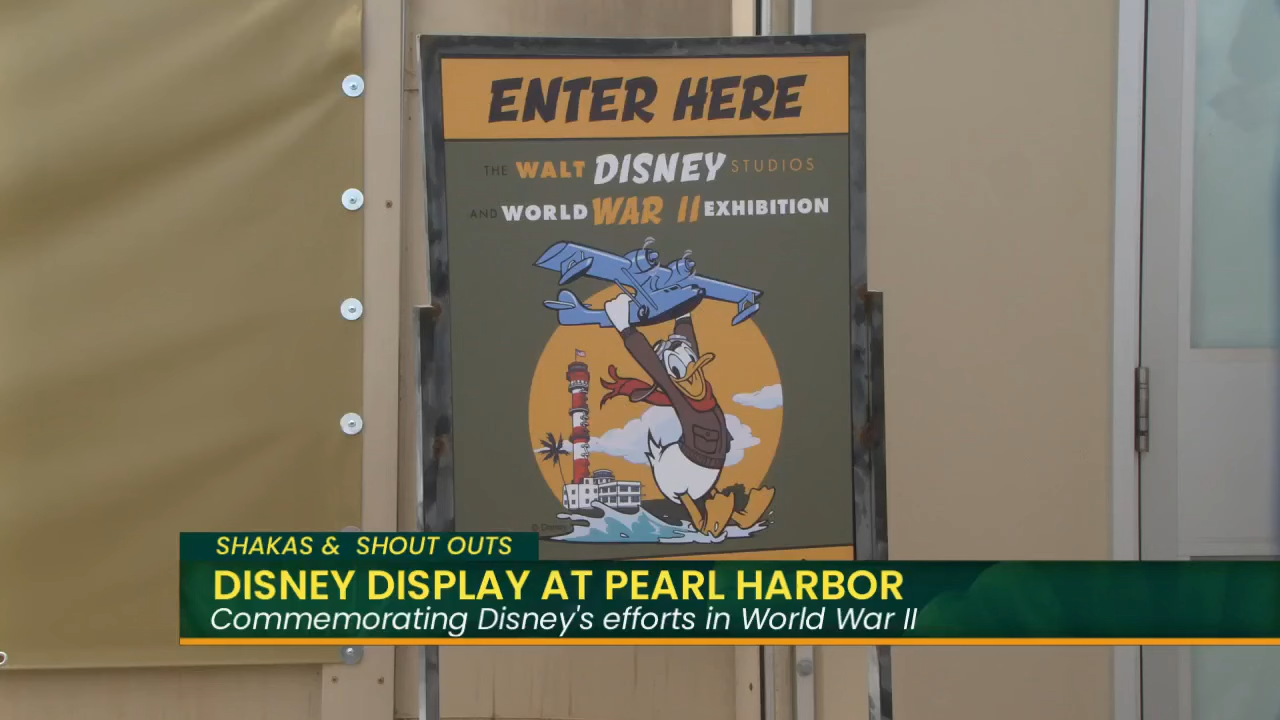 ENTER HERE
THE WALT DISNEY STUDIOS
AND WORLD WAR II EXHIBITION
© Disney
SHAKAS & SHOUT OUTS
DISNEY DISPLAY AT PEARL HARBOR
Commemorating Disney's efforts in World War II